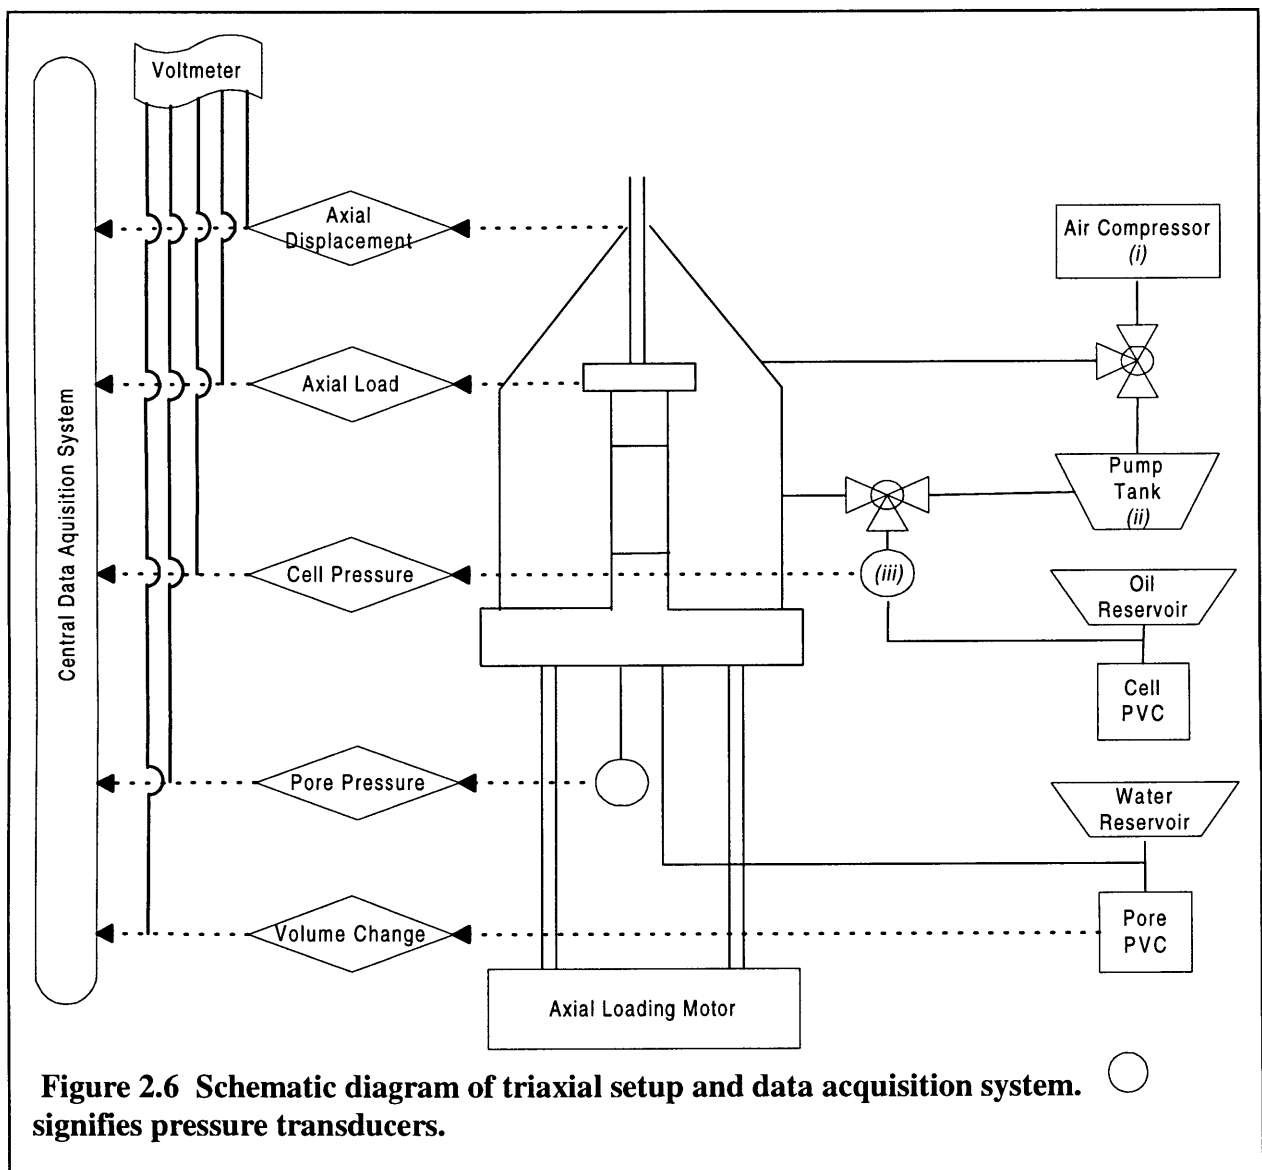 Voltmeter
Central Data Aquisition System
Axial
Displacement
Air Compressor
(i)
Axial Load
Pump
Tank
(ii)
Cell Pressure
(iii)
Oil
Reservoir
Cell
PVC
Pore Pressure
Water
Reservoir
Volume Change
Pore
PVC
Axial Loading Motor
Figure 2.6 Schematic diagram of triaxial setup and data acquisition system.
signifies pressure transducers.